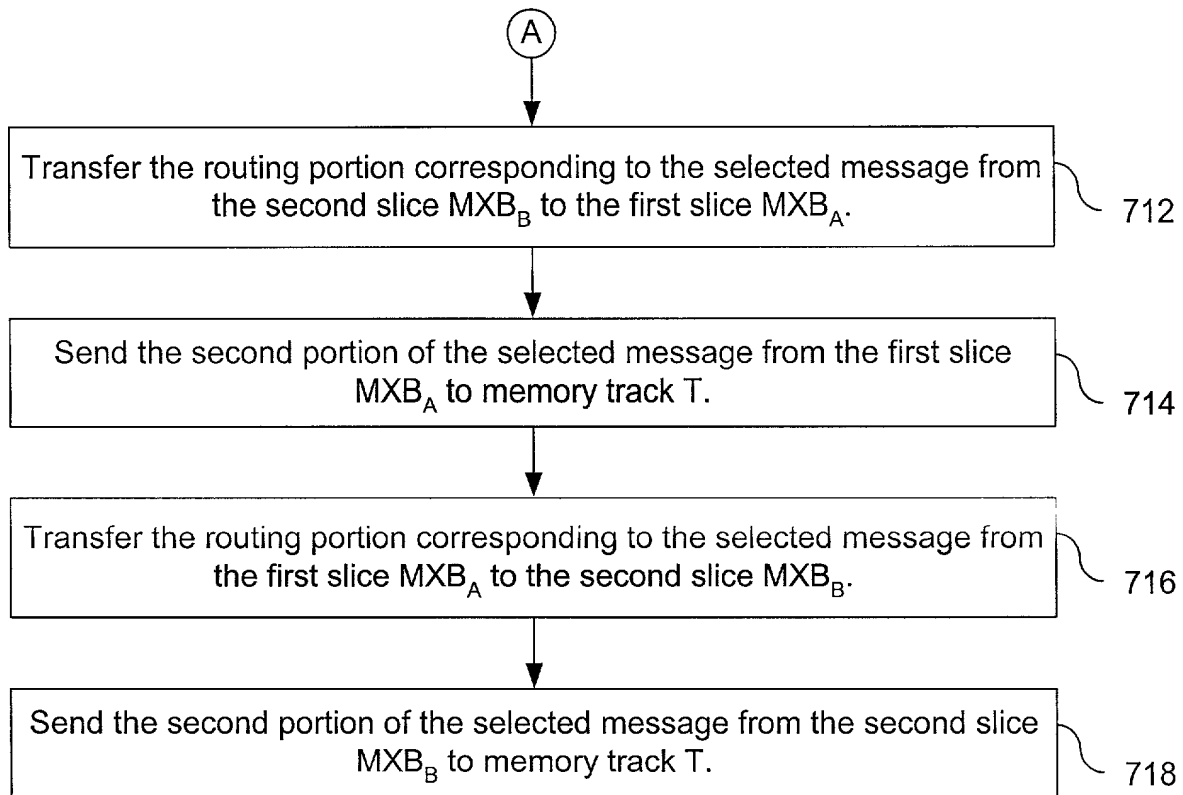 A
Transfer the routing portion corresponding to the selected message from
the second slice MXB_B to the first slice MXB_A.
712
Send the second portion of the selected message from the first slice
MXB_A to memory track T.
714
Transfer the routing portion corresponding to the selected message from
the first slice MXB_A to the second slice MXB_B.
716
Send the second portion of the selected message from the second slice
MXB_B to memory track T.
718